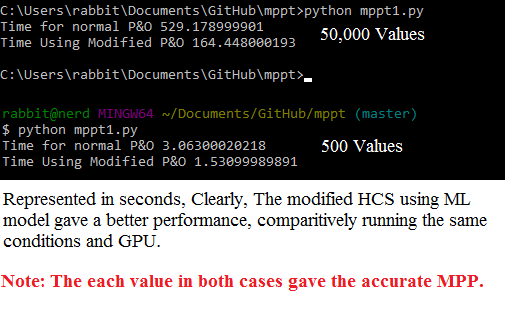 C:\Users\rabbit\Documents\GitHub\mppt>python mppt1.py
Time for normal P&O 529.178999901
Time Using Modified P&O 164.448000193
50,000 Values
C:\Users\rabbit\Documents\GitHub\mppt>
rabbit@nerd MINGW64 ~/Documents/GitHub/mppt (master)
$ python mppt1.py
Time for normal P&O 3.06300020218
Time Using Modified P&O 1.53099989891
500 Values
Represented in seconds, Clearly, The modified HCS using ML
model gave a better performance, comparitively running the same
conditions and GPU.
Note: The each value in both cases gave the accurate MPP.